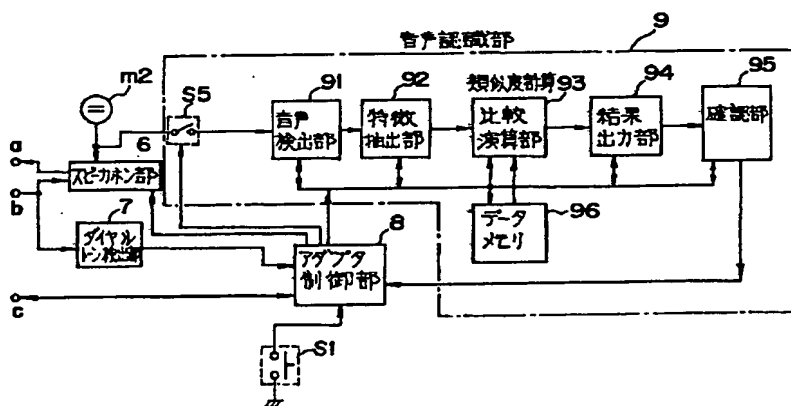 音声認識部
9
m2
S5
91
92
類似度計算
93
94
95
音声
検出部
特徴
抽出部
比較
演算部
結果
出力部
確認部
a
6
スピーカホン部
b
7
ダイヤル
トーン検出部
8
アダプタ
制御部
データ
メモリ
96
c
S1